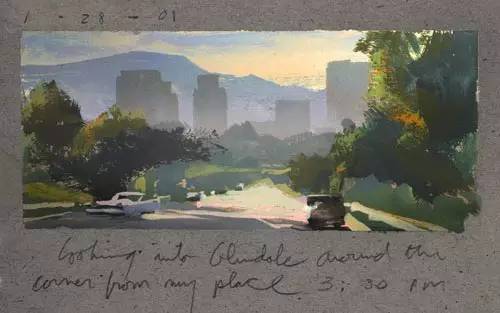 1 - 28 - 01
Looking into Glendale around the
corner from my place 3:30 PM